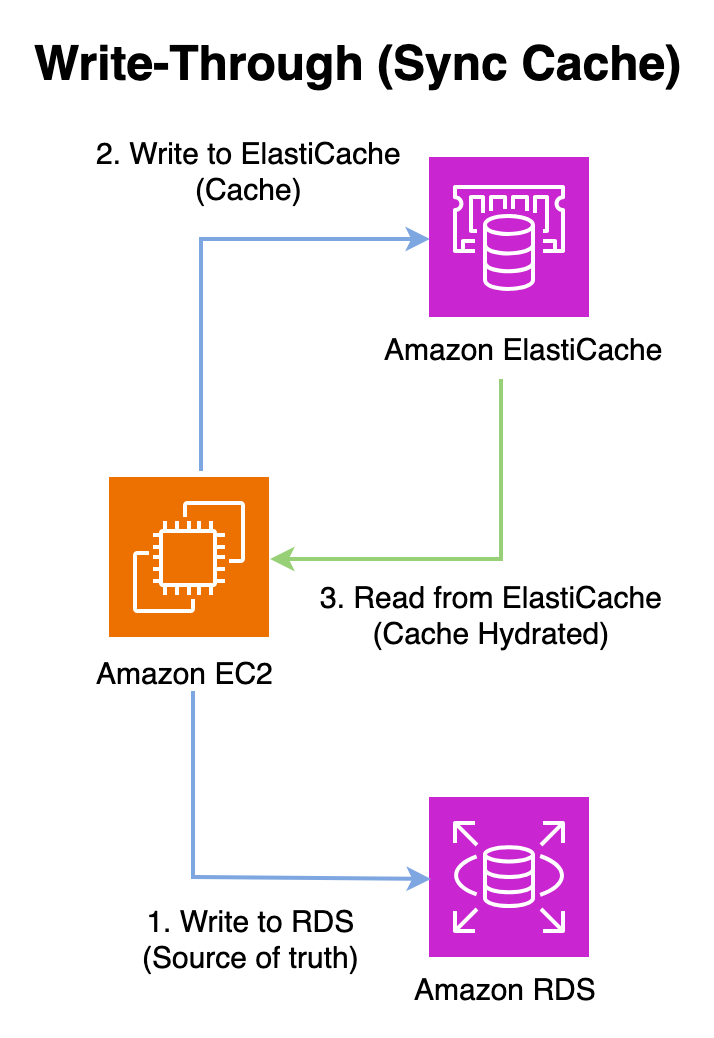 Write-Through (Sync Cache)
2. Write to ElastiCache
(Cache)
Amazon ElastiCache
3. Read from ElastiCache
(Cache Hydrated)
Amazon EC2
1. Write to RDS
(Source of truth)
Amazon RDS